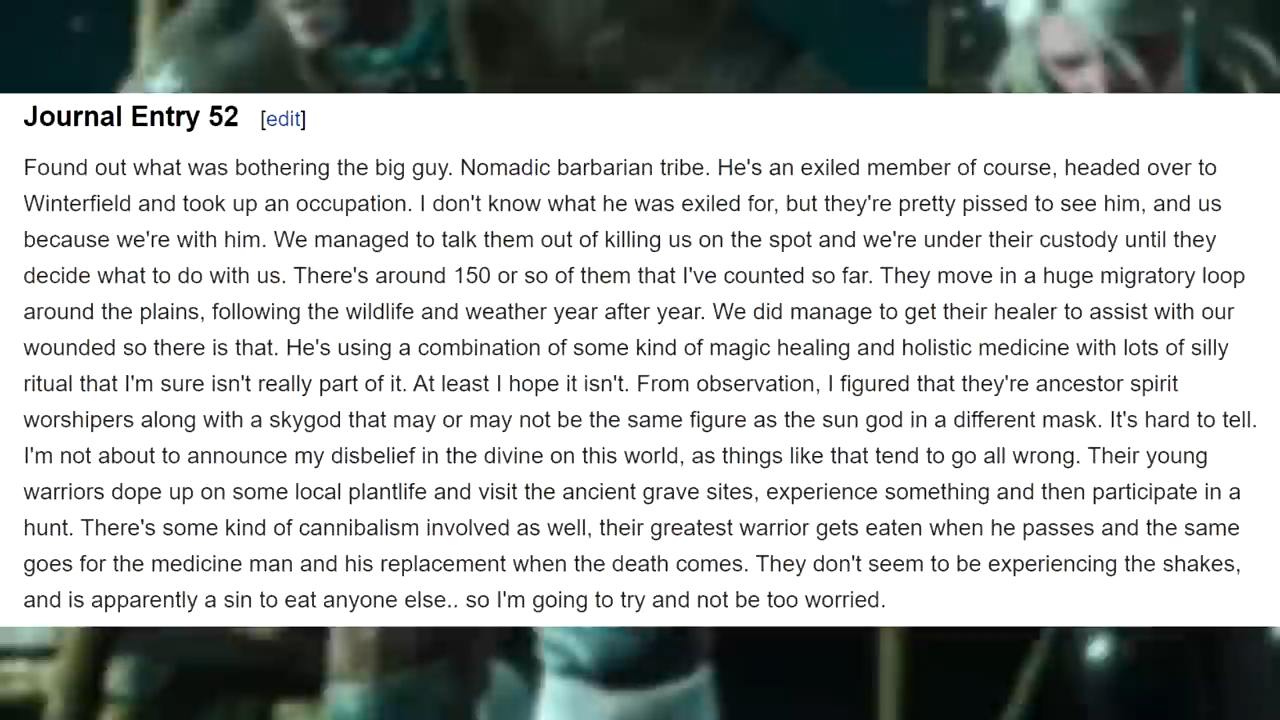 Journal Entry 52 [edit]
Found out what was bothering the big guy. Nomadic barbarian tribe. He's an exiled member of course, headed over to
Winterfield and took up an occupation. I don't know what he was exiled for, but they're pretty pissed to see him, and us
because we're with him. We managed to talk them out of killing us on the spot and we're under their custody until they
decide what to do with us. There's around 150 or so of them that I've counted so far. They move in a huge migratory loop
around the plains, following the wildlife and weather year after year. We did manage to get their healer to assist with our
wounded so there is that. He's using a combination of some kind of magic healing and holistic medicine with lots of silly
ritual that I'm sure isn't really part of it. At least I hope it isn't. From observation, I figured that they're ancestor spirit
worshipers along with a skygod that may or may not be the same figure as the sun god in a different mask. It's hard to tell.
I'm not about to announce my disbelief in the divine on this world, as things like that tend to go all wrong. Their young
warriors dope up on some local plantlife and visit the ancient grave sites, experience something and then participate in a
hunt. There's some kind of cannibalism involved as well, their greatest warrior gets eaten when he passes and the same
goes for the medicine man and his replacement when the death comes. They don't seem to be experiencing the shakes,
and is apparently a sin to eat anyone else.. so I'm going to try and not be too worried.